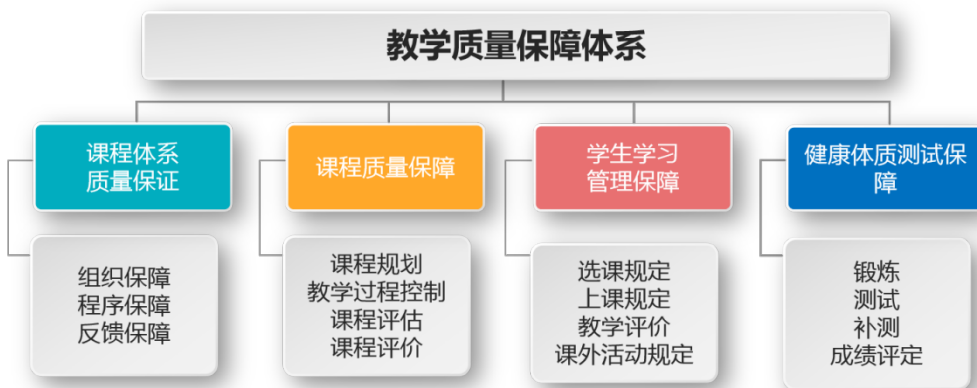 教学质量保障体系
课程体系
质量保证
课程质量保障
学生学习
管理保障
健康体质测试保
障
组织保障
程序保障
反馈保障
课程规划
教学过程控制
课程评估
课程评价
选课规定
上课规定
教学评价
课外活动规定
锻炼
测试
补测
成绩评定